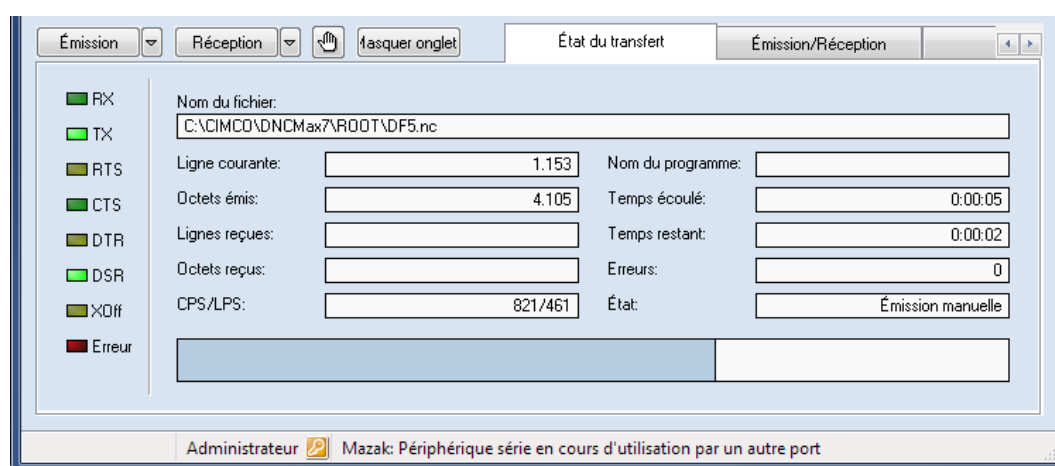 Émission Réception Masquer onglet État du transfert Émission/Réception
RX
TX
RTS
CTS
DTR
DSR
XOff
Erreur
Nom du fichier:
C:\CIMCO\DNCMax7\ROOT\DF5.nc
Ligne courante: 1.153 Nom du programme:
Octets émis: 4.105 Temps écoulé: 0:00:05
Lignes reçues: Temps restant: 0:00:02
Octets reçus: Erreurs: 0
CPS/LPS: 821/461 État: Émission manuelle
Administrateur Mazak: Périphérique série en cours d'utilisation par un autre port